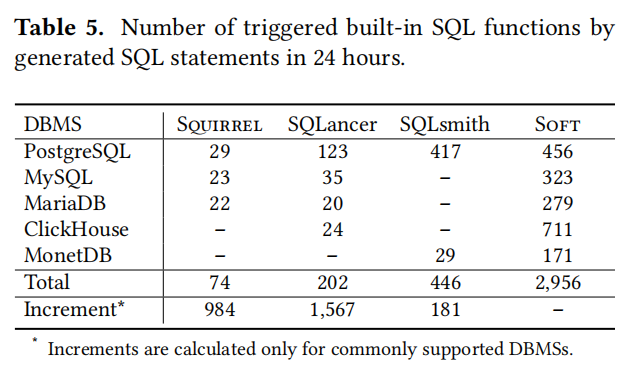 Table 5. Number of triggered built-in SQL functions by
generated SQL statements in 24 hours.
DBMS SQUIRREL SQLancer SQLsmith SOFT
PostgreSQL 29 123 417 456
MySQL 23 35 – 323
MariaDB 22 20 – 279
ClickHouse – 24 – 711
MonetDB – – 29 171
Total 74 202 446 2,956
Increment* 984 1,567 181 –
* Increments are calculated only for commonly supported DBMSs.